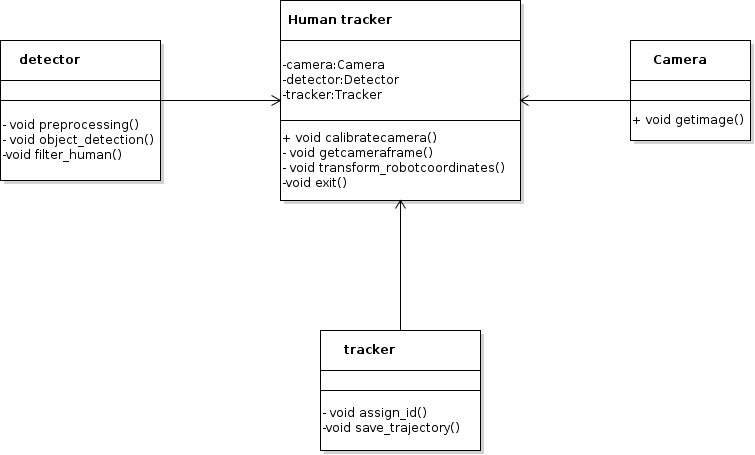 Human tracker
-camera:Camera
-detector:Detector
-tracker:Tracker
+ void calibratecamera()
- void getcameraframe()
- void transform_robotcoordinates()
-void exit()
detector
- void preprocessing()
- void object_detection()
-void filter_human()
Camera
+ void getimage()
tracker
- void assign_id()
-void save_trajectory()